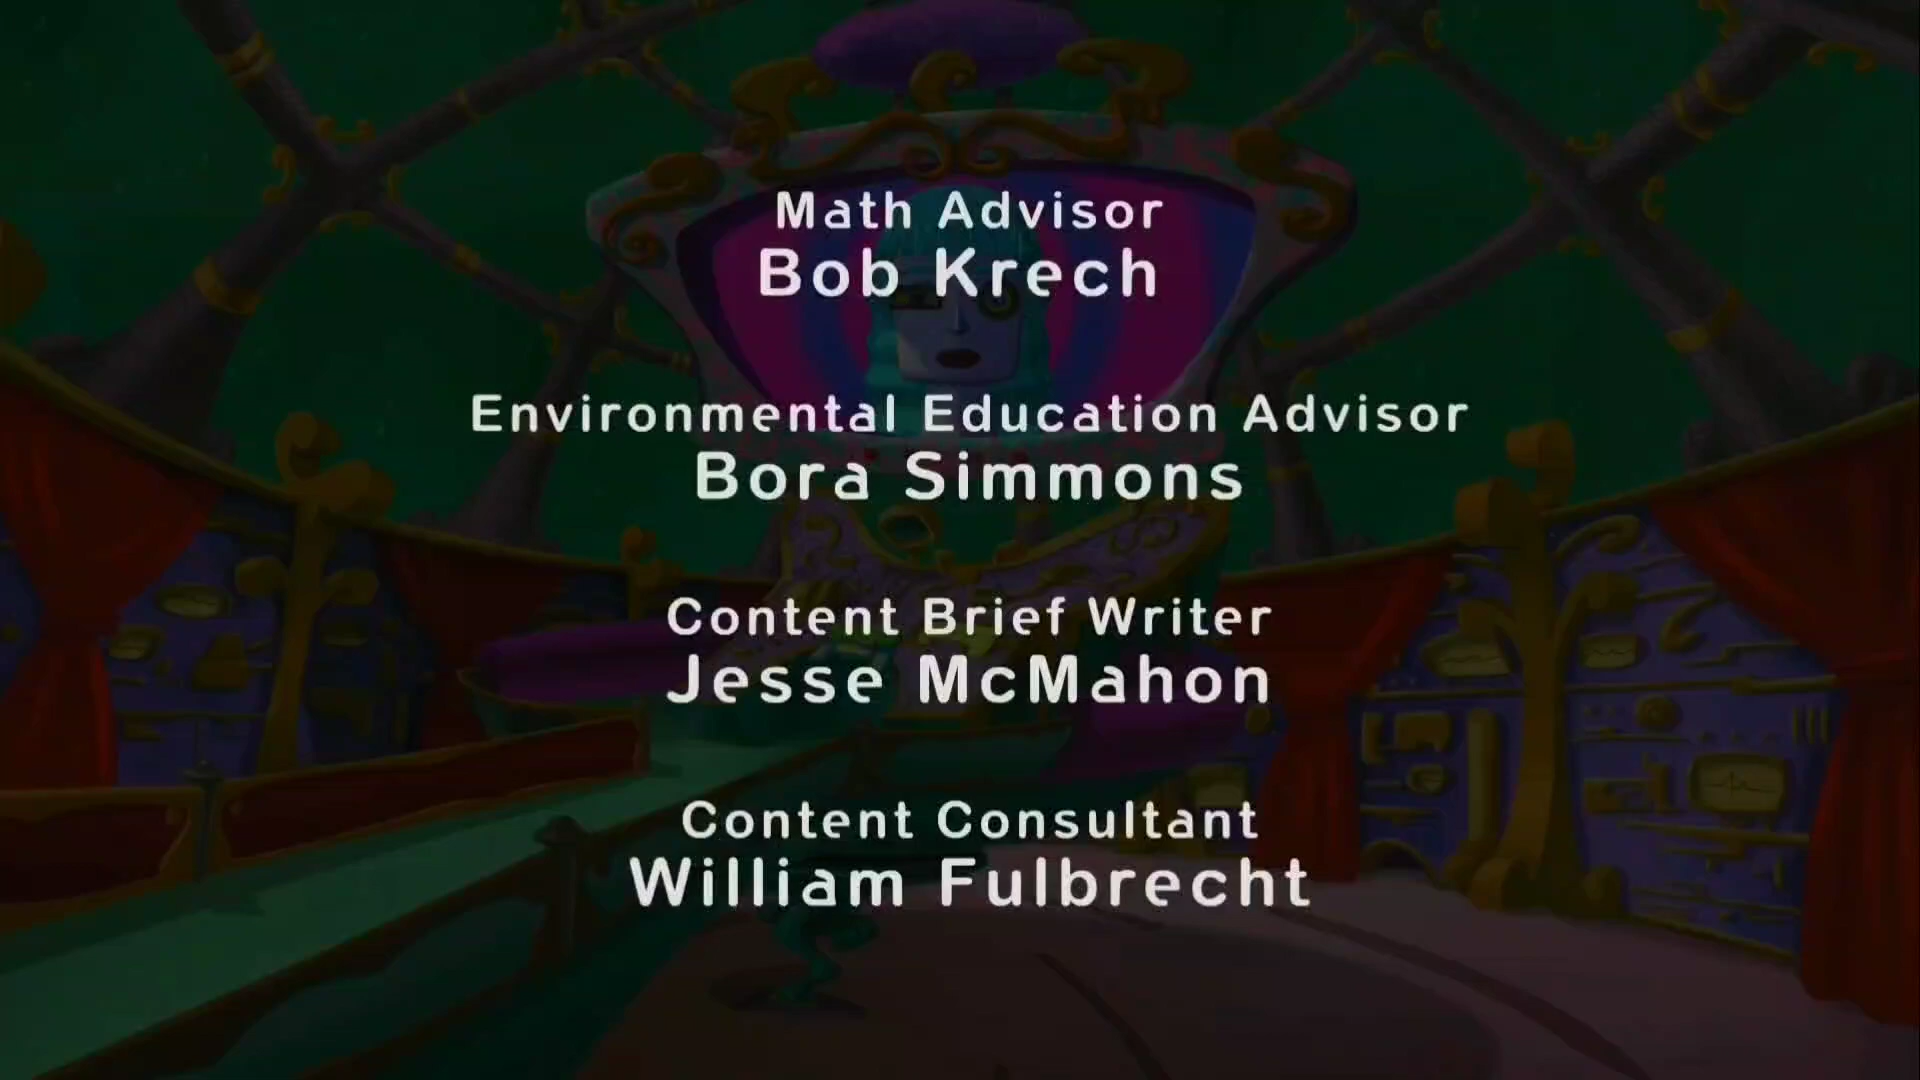 Math Advisor
Bob Krech
Environmental Education Advisor
Bora Simmons
Content Brief Writer
Jesse McMahon
Content Consultant
William Fulbrecht